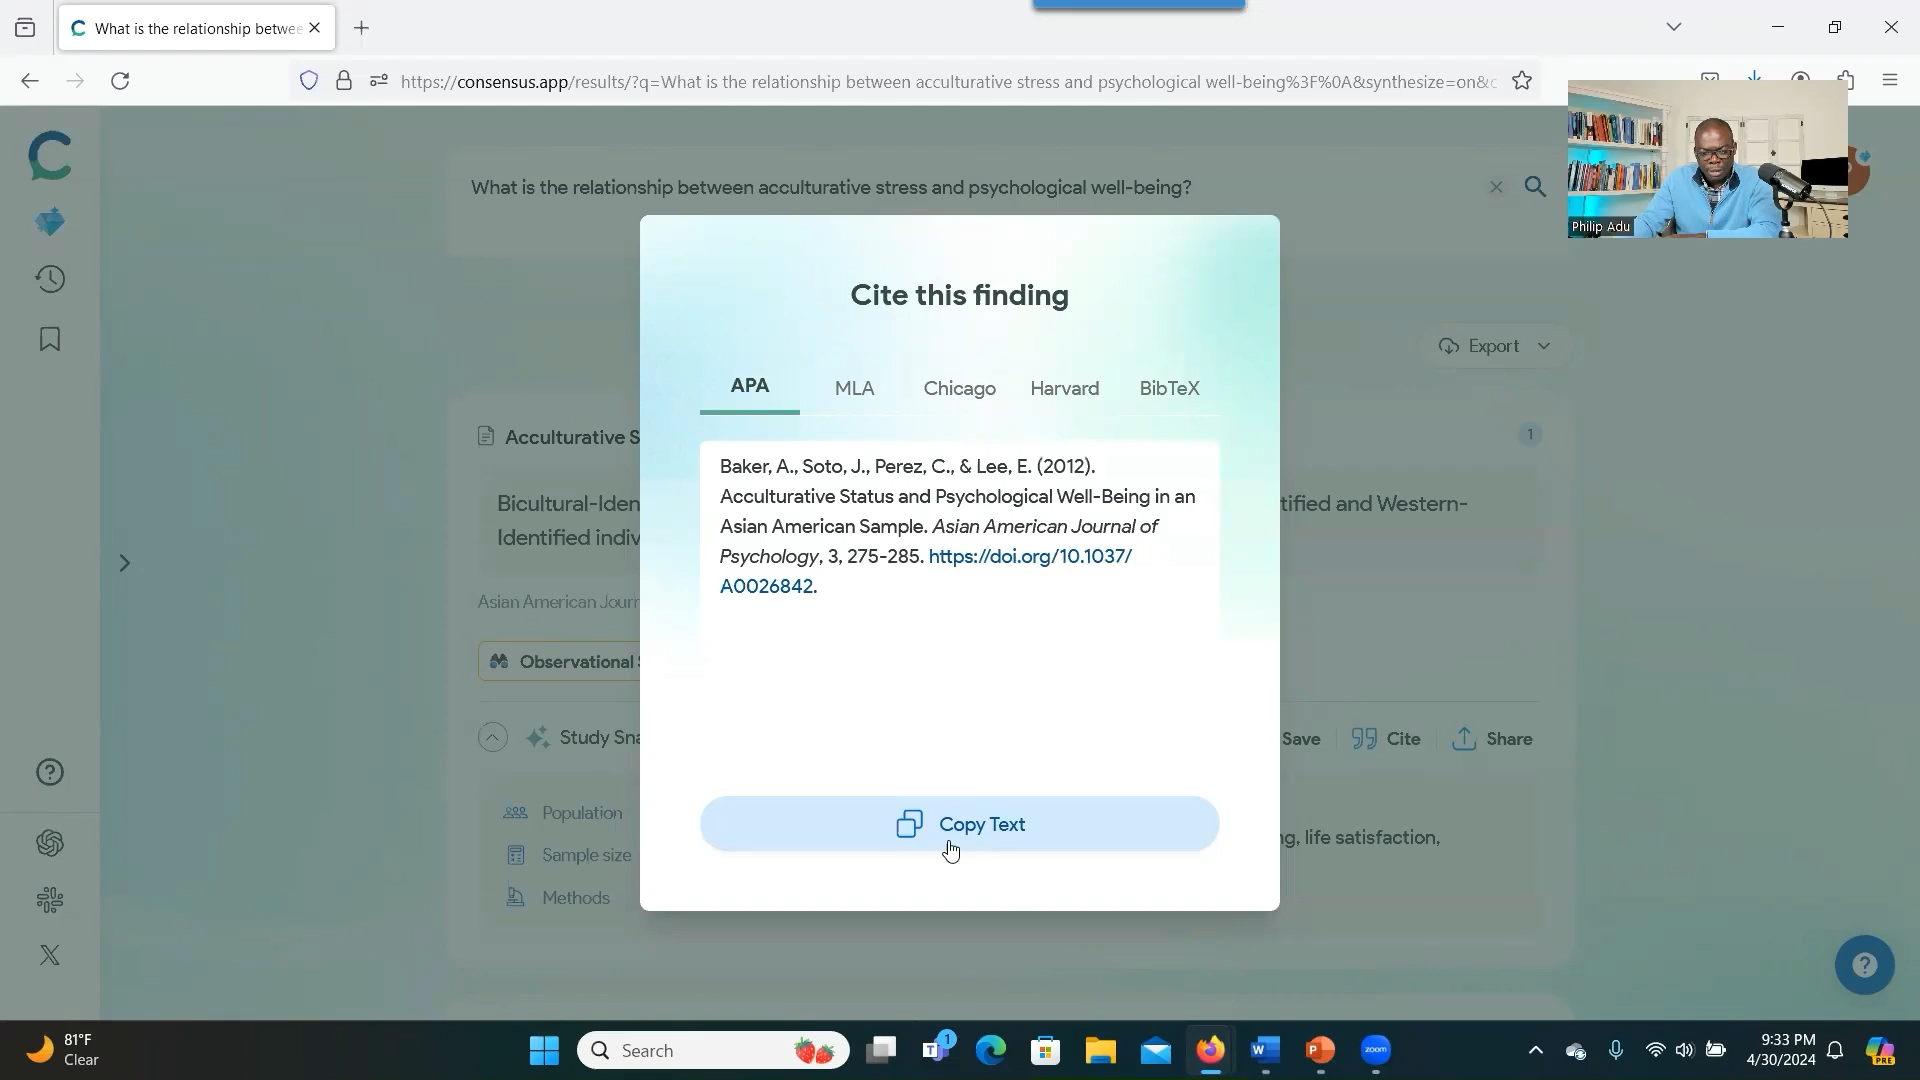 What is the relationship betwee
https://consensus.app/results/?q=What is the relationship between acculturative stress and psychological well-being%3F%0A&synthesize=on&c
Philip Adu
What is the relationship between acculturative stress and psychological well-being?
Cite this finding
Export
APA
MLA
Chicago
Harvard
BibTeX
Acculturative S
1
Baker, A., Soto, J., Perez, C., & Lee, E. (2012).
Acculturative Status and Psychological Well-Being in an
Asian American Sample. Asian American Journal of
Psychology, 3, 275-285. https://doi.org/10.1037/
A0026842.
Bicultural-Iden
tified and Western-
Identified indiv
Asian American Journ
Observational S
Study Sna
Save
Cite
Share
Copy Text
Population
Sample size
Methods
ng, life satisfaction,
81°F
Clear
Search
1
T
W
P
zoom
9:33 PM
4/30/2024
PRE